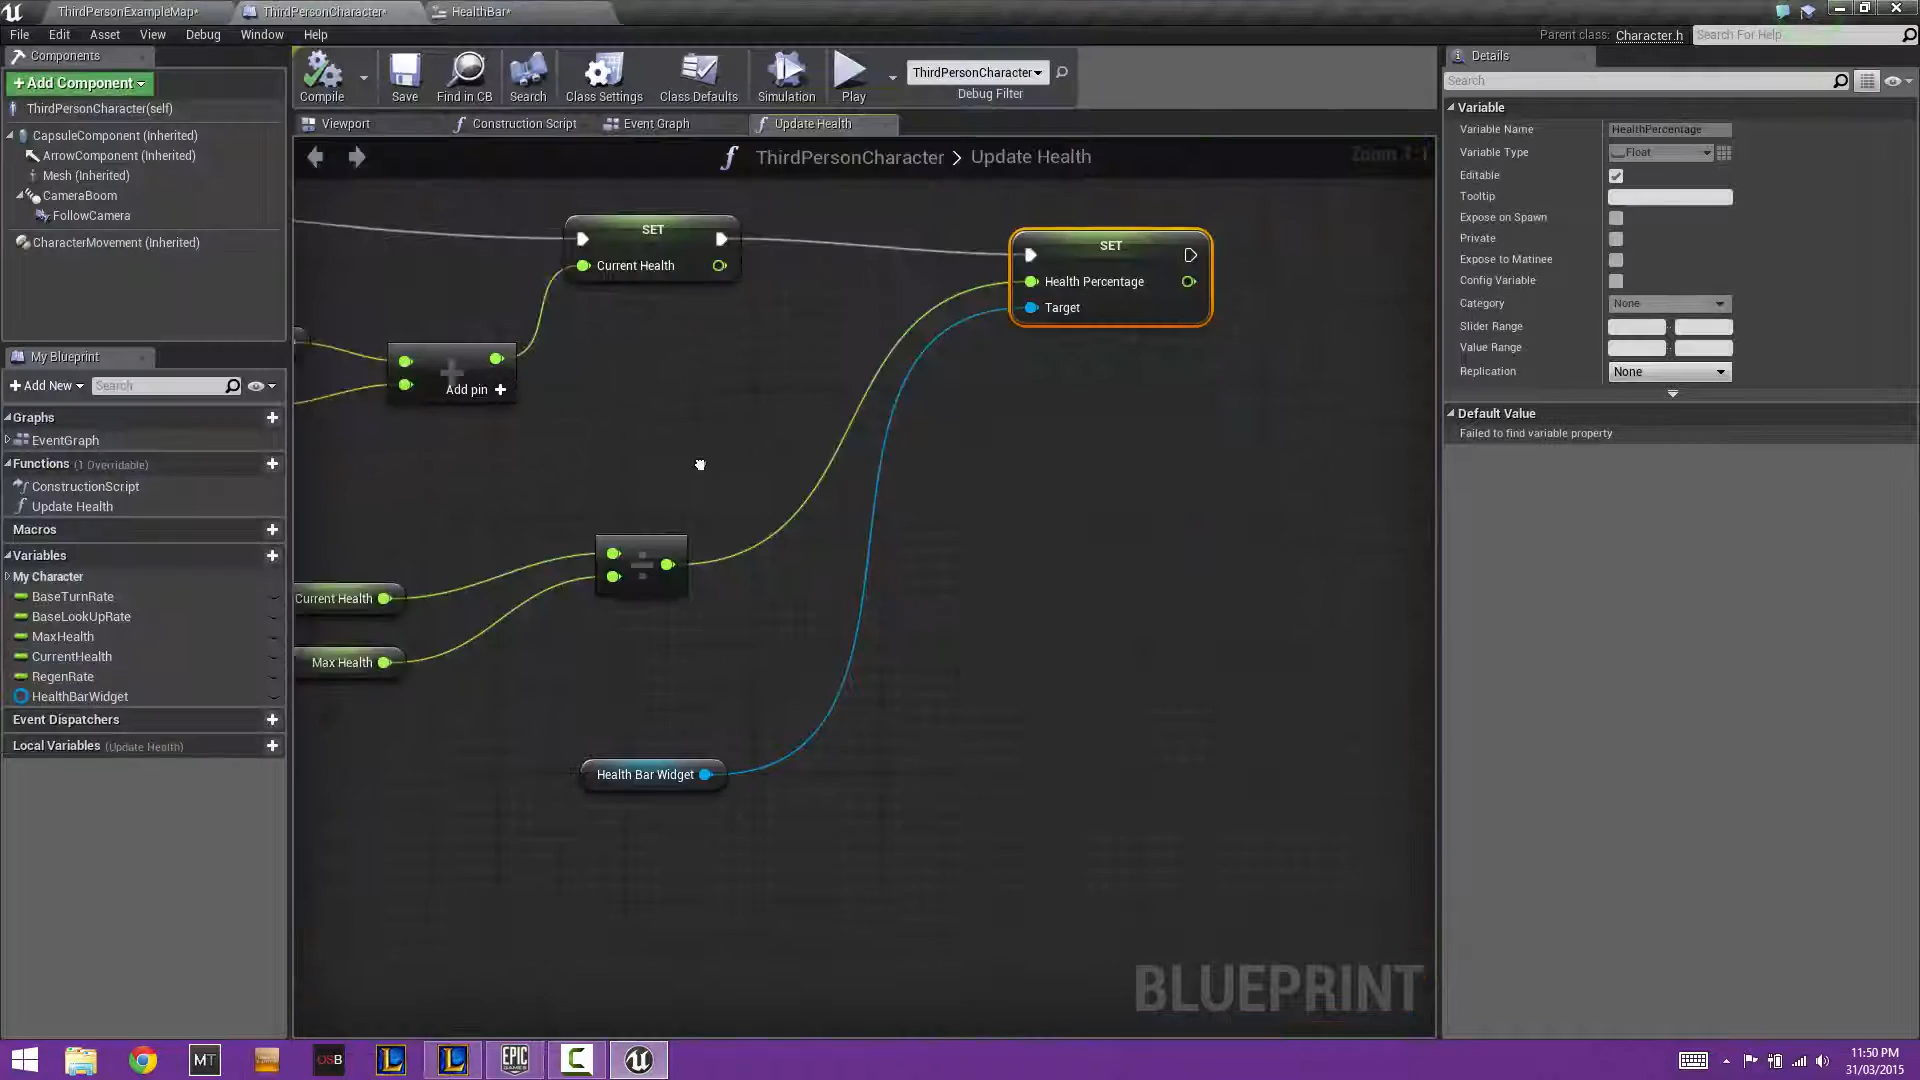 ThirdPersonExampleMap*
ThirdPersonCharacter*
HealthBar*
File Edit Asset View Debug Window Help
Parent class: Character.h
Search For Help
Components
+Add Component
ThirdPersonCharacter(self)
CapsuleComponent (Inherited)
ArrowComponent (Inherited)
Mesh (Inherited)
CameraBoom
FollowCamera
CharacterMovement (Inherited)
My Blueprint
+Add New
Search
Graphs
EventGraph
Functions (1 Overridable)
ConstructionScript
Update Health
Macros
Variables
My Character
BaseTurnRate
BaseLookUpRate
MaxHealth
CurrentHealth
RegenRate
HealthBarWidget
Event Dispatchers
Local Variables (Update Health)
Compile
Save
Find in CB
Search
Class Settings
Class Defaults
Simulation
Play
ThirdPersonCharacter
Debug Filter
Viewport
Construction Script
Event Graph
Update Health
ThirdPersonCharacter > Update Health
Zoom 1:1
SET
Current Health
SET
Health Percentage
Target
Add pin +
Current Health
Max Health
Health Bar Widget
BLUEPRINT
Details
Search
Variable
Variable Name HealthPercentage
Variable Type Float
Editable
Tooltip
Expose on Spawn
Private
Expose to Matinee
Config Variable
Category None
Slider Range
Value Range
Replication None
Default Value
Failed to find variable property
MT
OSB
L
L
EPIC GAMES
C
11:50 PM
31/03/2015